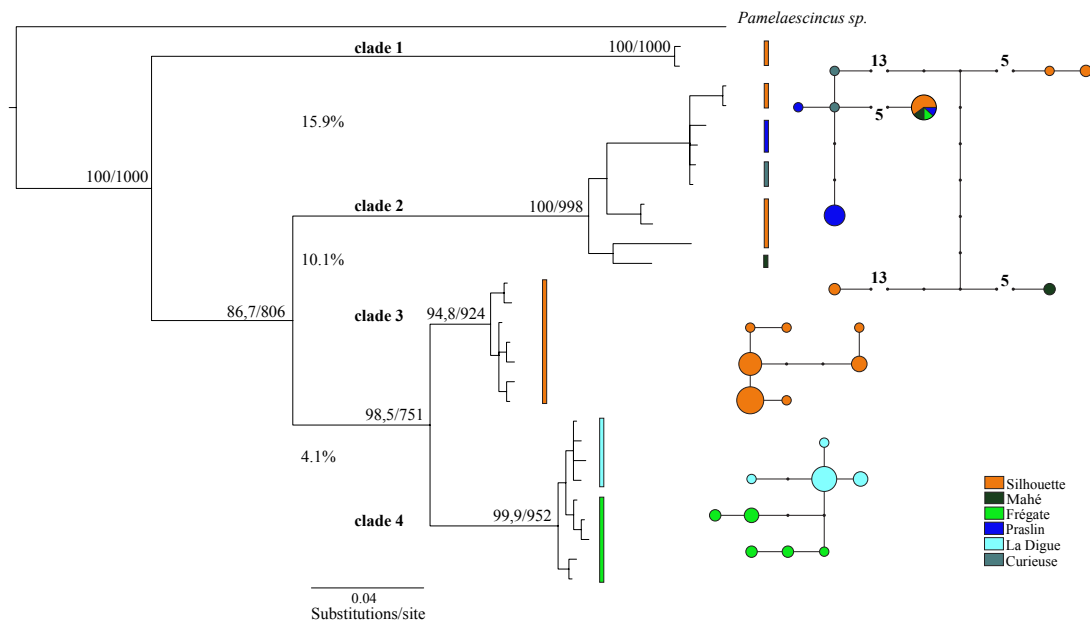 Pamelaescincus sp.
clade 1
100/1000
13
5
5
15.9%
100/1000
clade 2
100/998
10.1%
13
5
86,7/806
clade 3
94,8/924
98,5/751
4.1%
clade 4
99,9/952
Silhouette
Mahé
Frégate
Praslin
La Digue
Curieuse
0.04
Substitutions/site